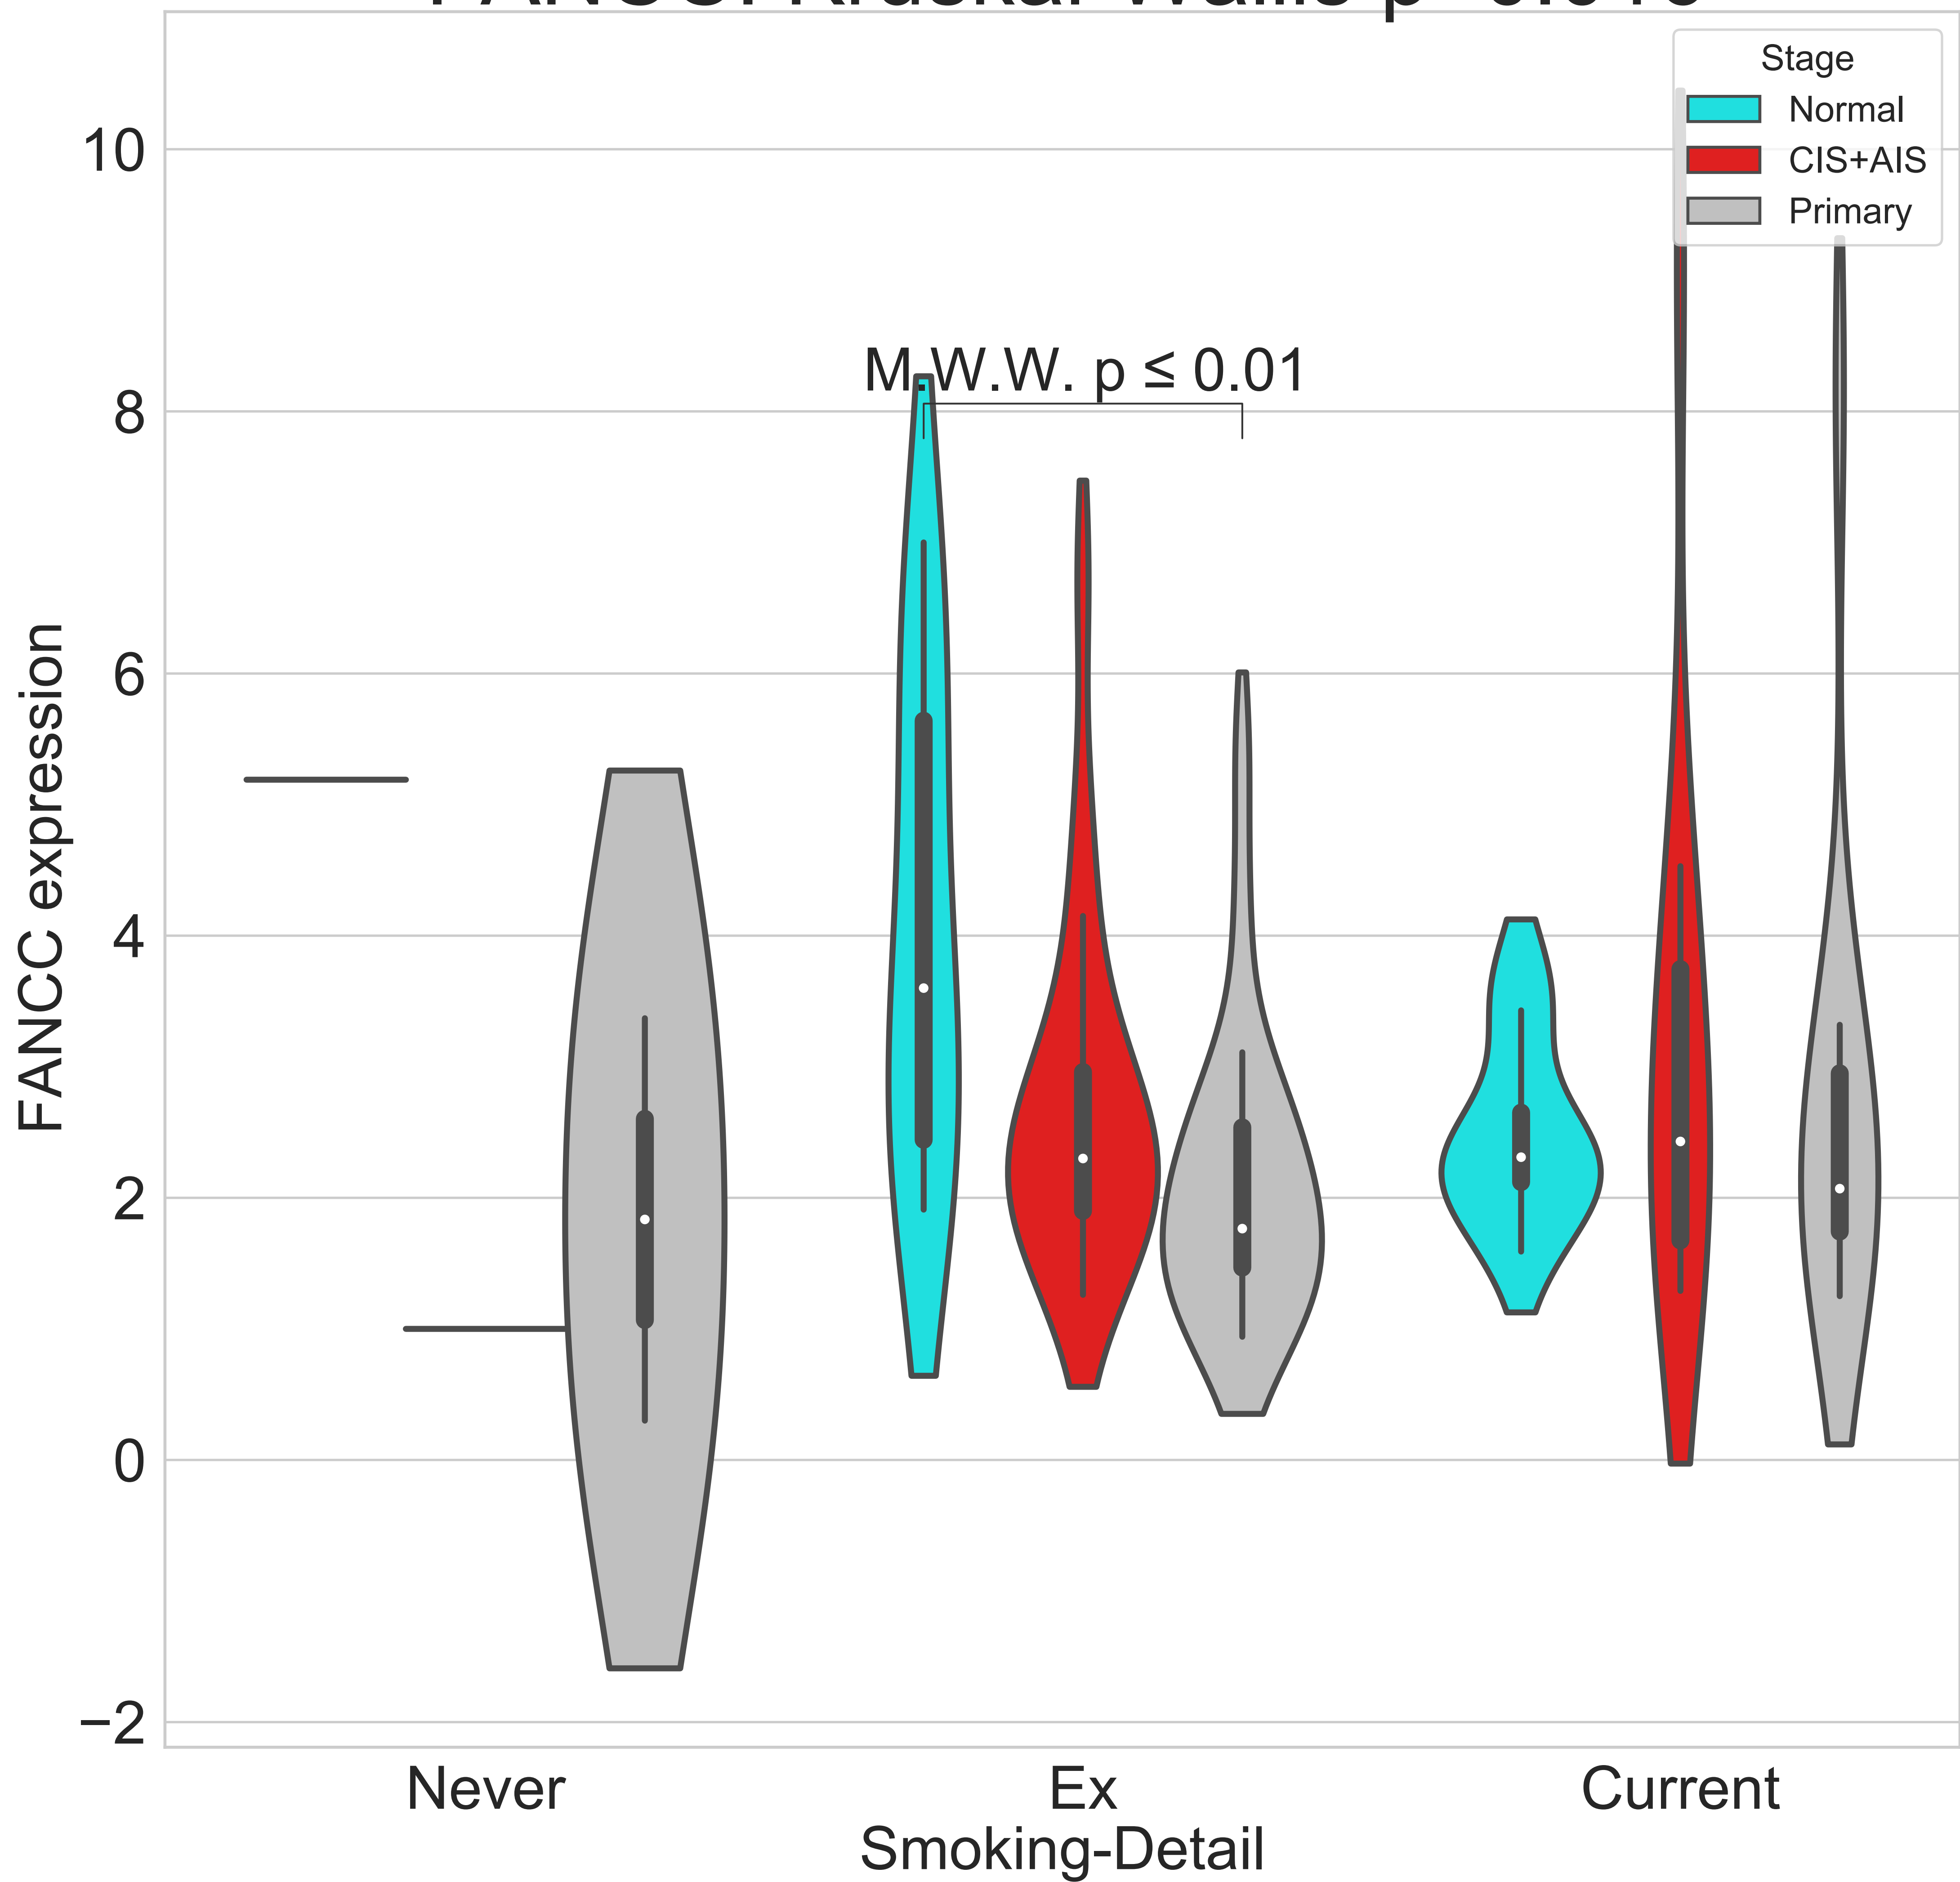 Stage
Normal
CIS+AIS
Primary
M.W.W. p ≤ 0.01
10
8
6
4
2
0
−2
FANCC expression
Never
Ex
Current
Smoking-Detail